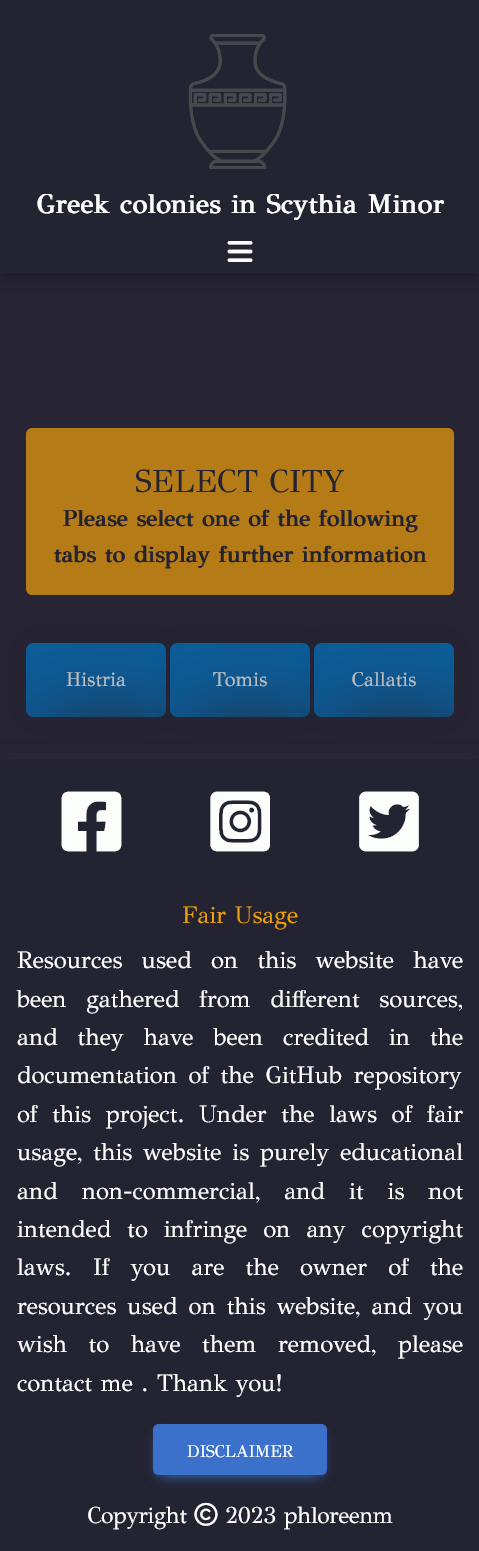 Greek colonies in Scythia Minor
SELECT CITY
Please select one of the following
tabs to display further information
Histria Tomis Callatis
Fair Usage
Resources used on this website have
been gathered from different sources,
and they have been credited in the
documentation of the GitHub repository
of this project. Under the laws of fair
usage, this website is purely educational
and non-commercial, and it is not
intended to infringe on any copyright
laws. If you are the owner of the
resources used on this website, and you
wish to have them removed, please
contact me . Thank you!
DISCLAIMER
Copyright © 2023 phloreenm